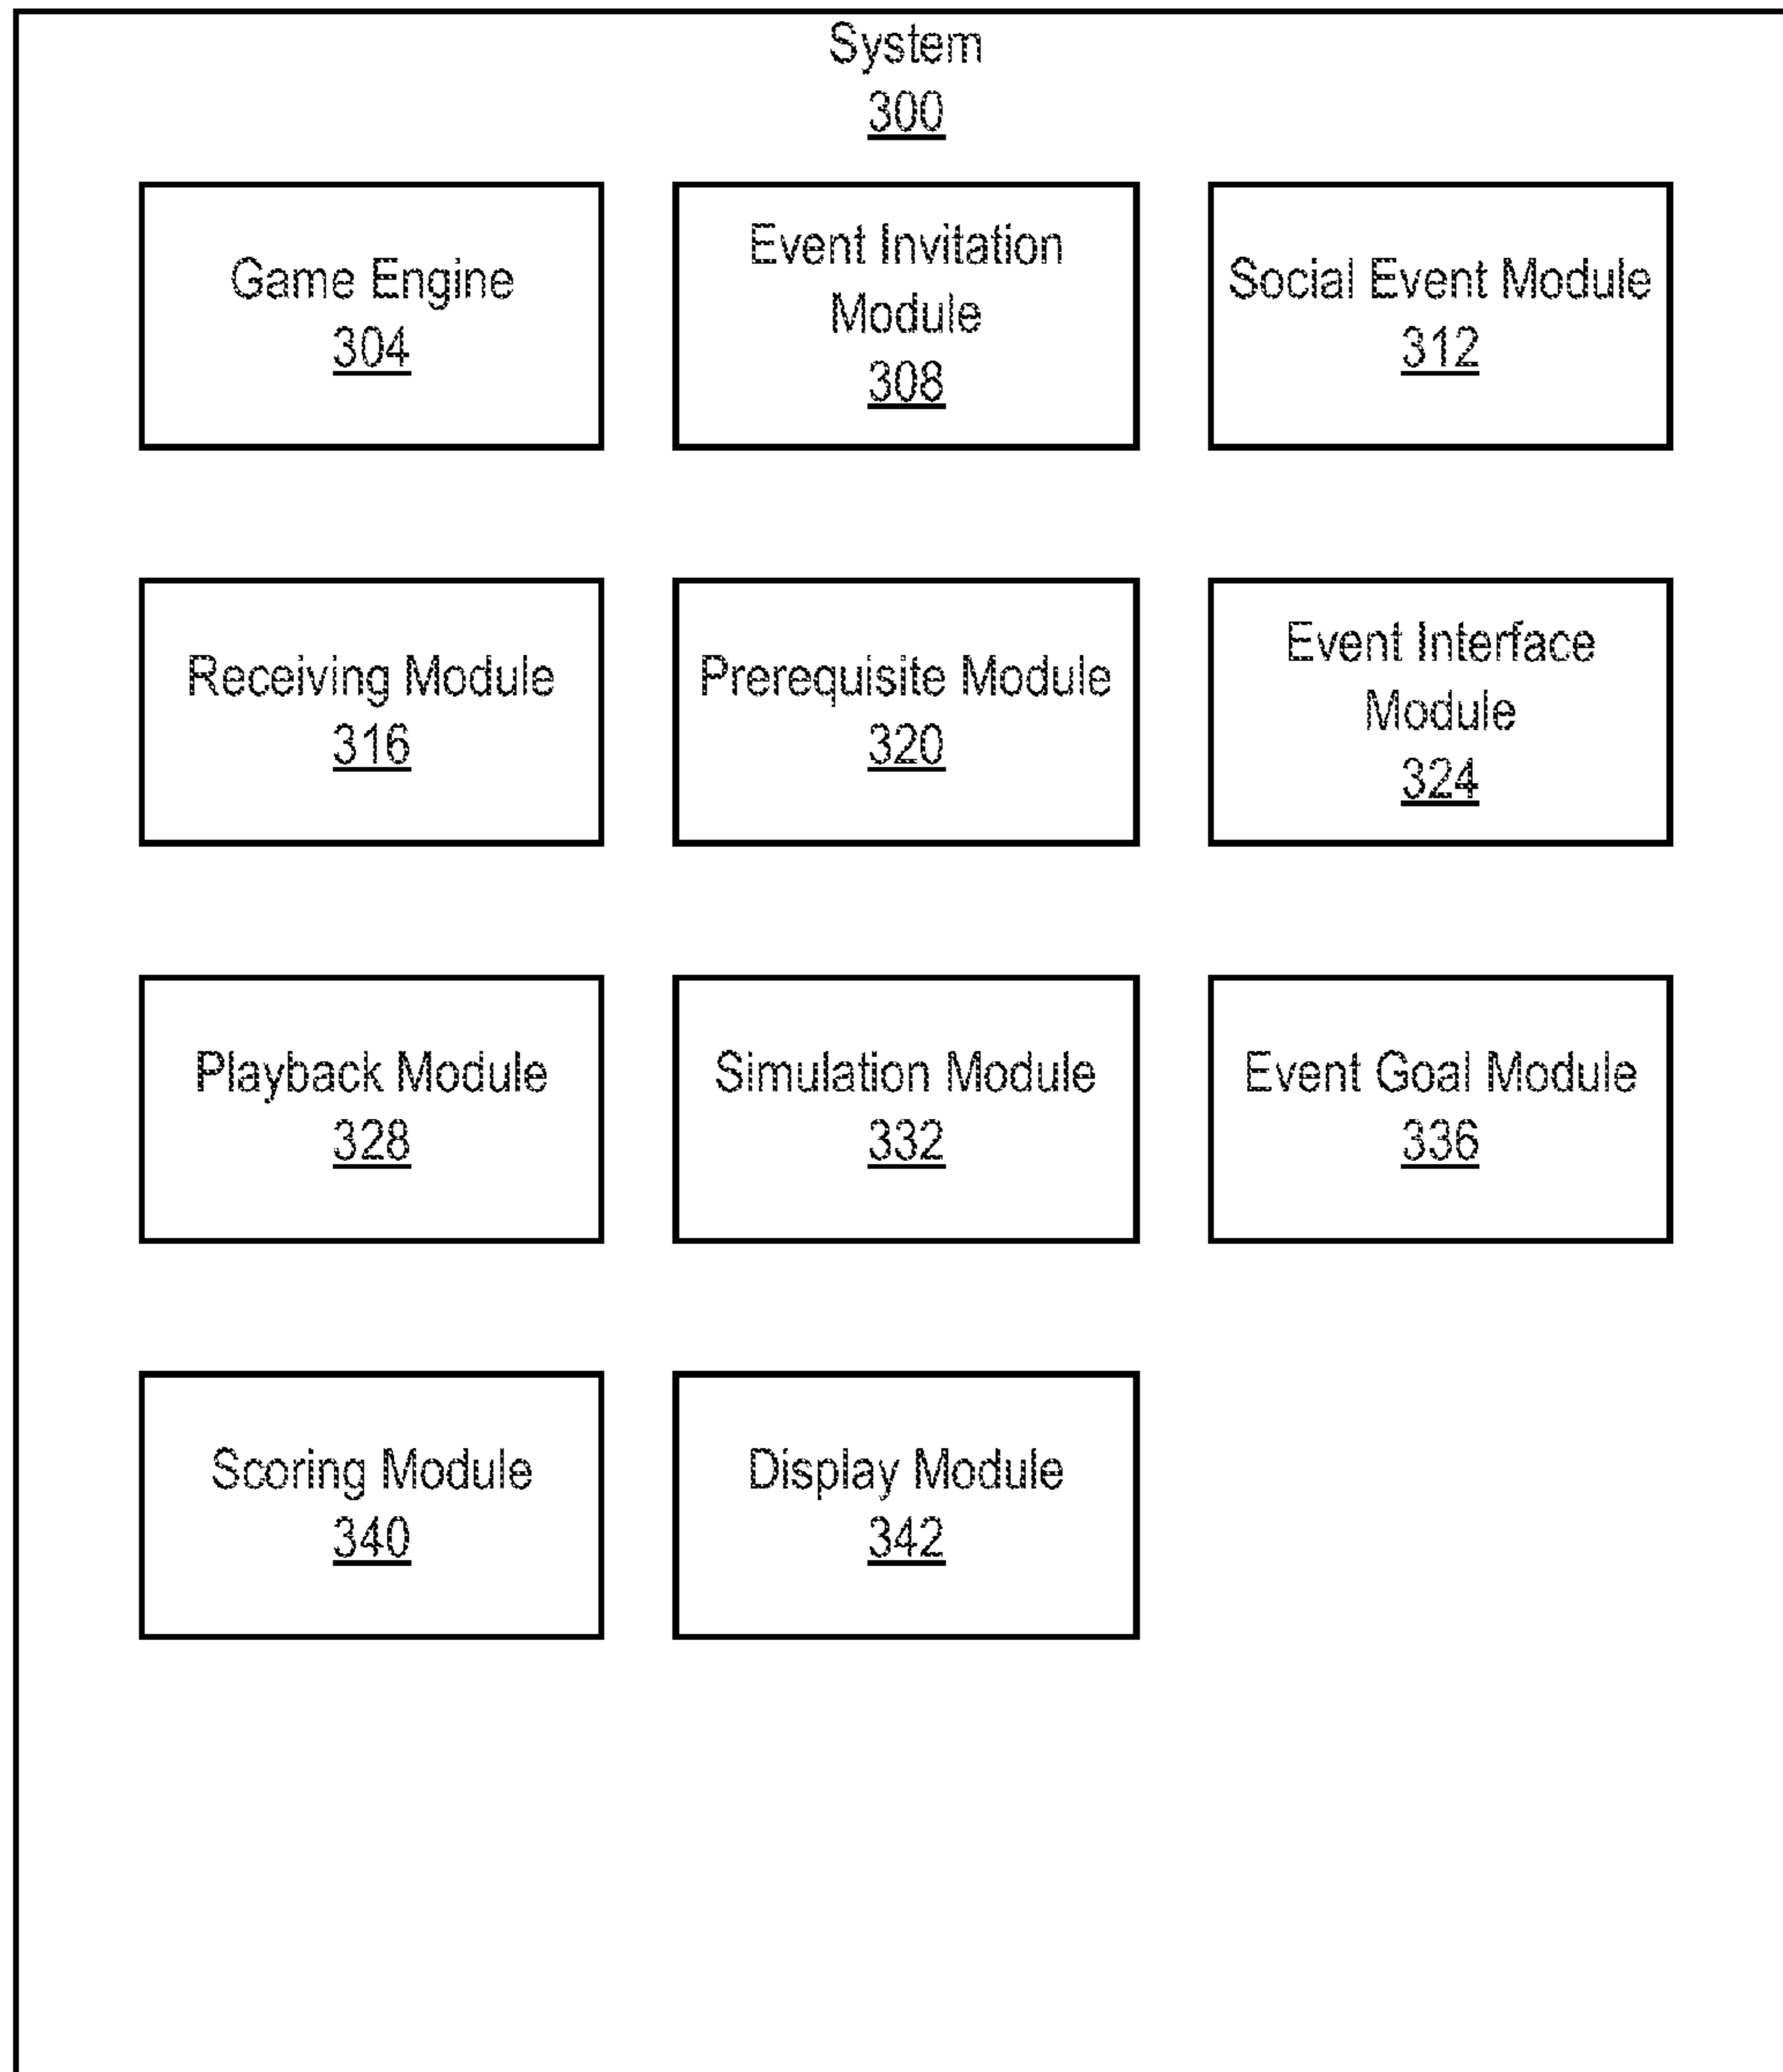 System
300
Game Engine
304
Event Invitation
Module
308
Social Event Module
312
Receiving Module
316
Prerequisite Module
320
Event Interface
Module
324
Playback Module
328
Simulation Module
332
Event Goal Module
336
Scoring Module
340
Display Module
342